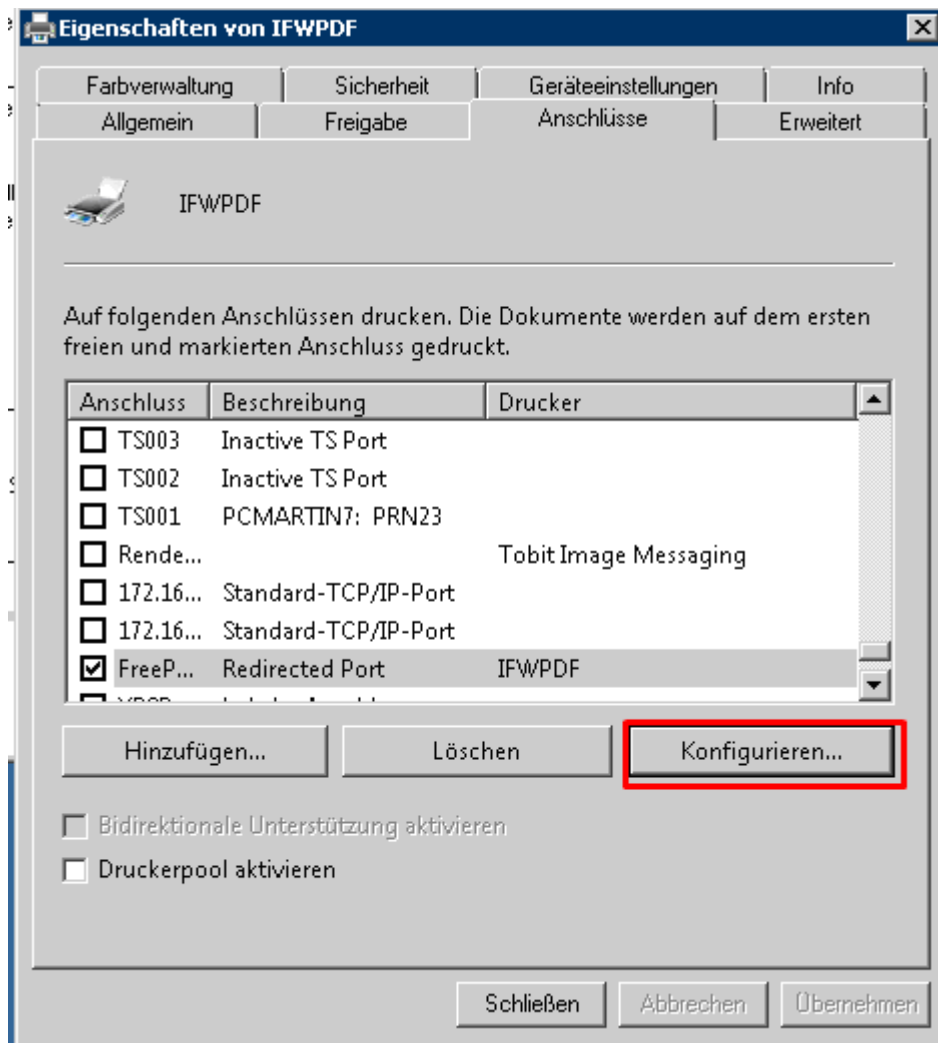 Eigenschaften von IFWPDF
Farbverwaltung Sicherheit Geräteeinstellungen Info
Allgemein Freigabe Anschlüsse Erweitert
IFWPDF
Auf folgenden Anschlüssen drucken. Die Dokumente werden auf dem ersten
freien und markierten Anschluss gedruckt.
Anschluss Beschreibung Drucker
TS003 Inactive TS Port
TS002 Inactive TS Port
TS001 PCMARTIN7: PRN23
Rende... Tobit Image Messaging
172.16... Standard-TCP/IP-Port
172.16... Standard-TCP/IP-Port
FreeP... Redirected Port IFWPDF
Hinzufügen... Löschen Konfigurieren...
Bidirektionale Unterstützung aktivieren
Druckerpool aktivieren
Schließen Abbrechen Übernehmen